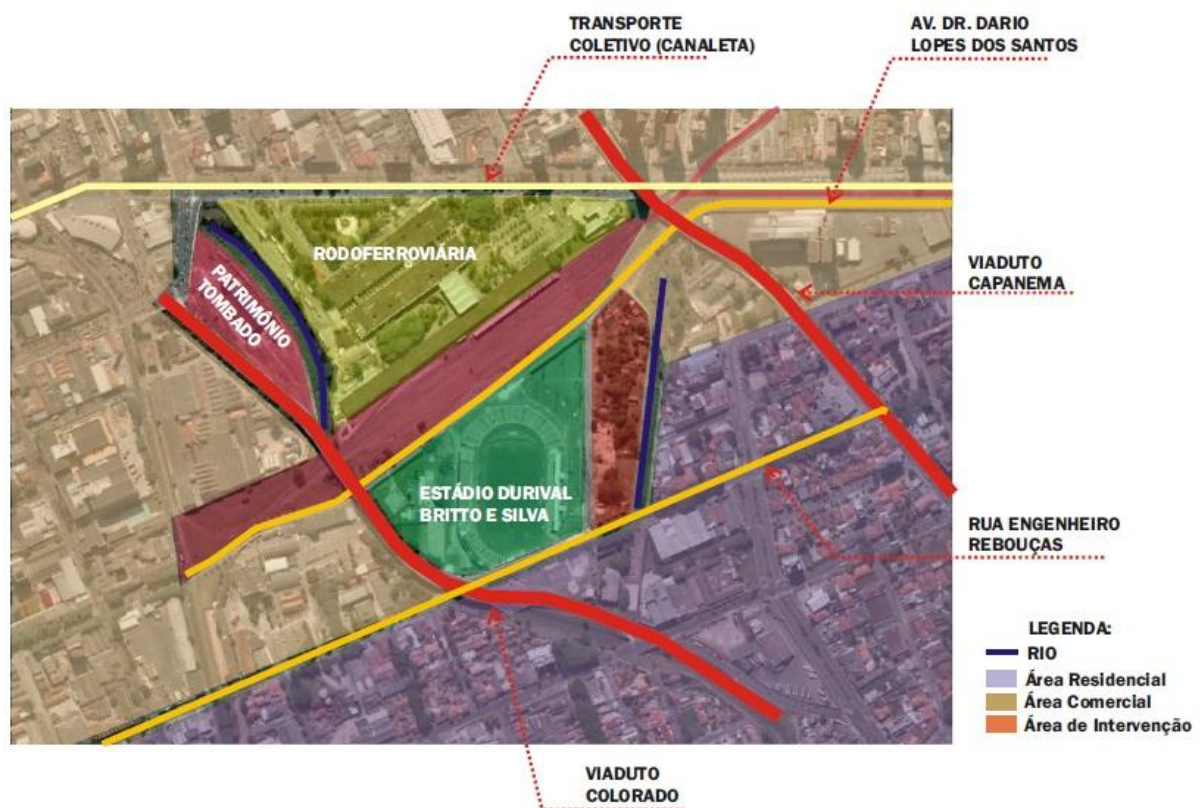 TRANSPORTE
COLETIVO (CANALETA)
AV. DR. DARIO
LOPES DOS SANTOS
RODOFERROVIÁRIA
PATRIMÔNIO
TOMBADO
VIADUTO
CAPANEMA
ESTÁDIO DURIVAL
BRITTO E SILVA
RUA ENGENHEIRO
REBOUÇAS
LEGENDA:
RIO
Área Residencial
Área Comercial
Área de Intervenção
VIADUTO
COLORADO